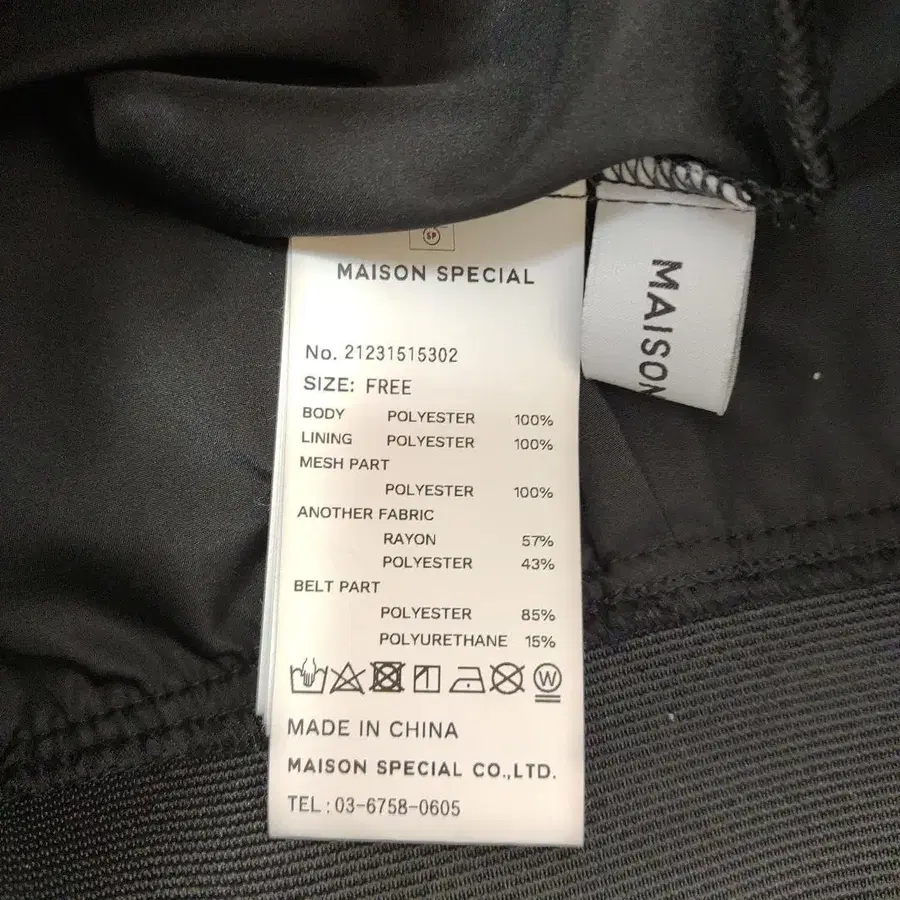 SP
MAISON SPECIAL
No. 21231515302
SIZE: FREE
BODY POLYESTER 100%
LINING POLYESTER 100%
MESH PART
POLYESTER 100%
ANOTHER FABRIC
RAYON 57%
POLYESTER 43%
BELT PART
POLYESTER 85%
POLYURETHANE 15%
W
MADE IN CHINA
MAISON SPECIAL CO.,LTD.
TEL:03-6758-0605
MAISON